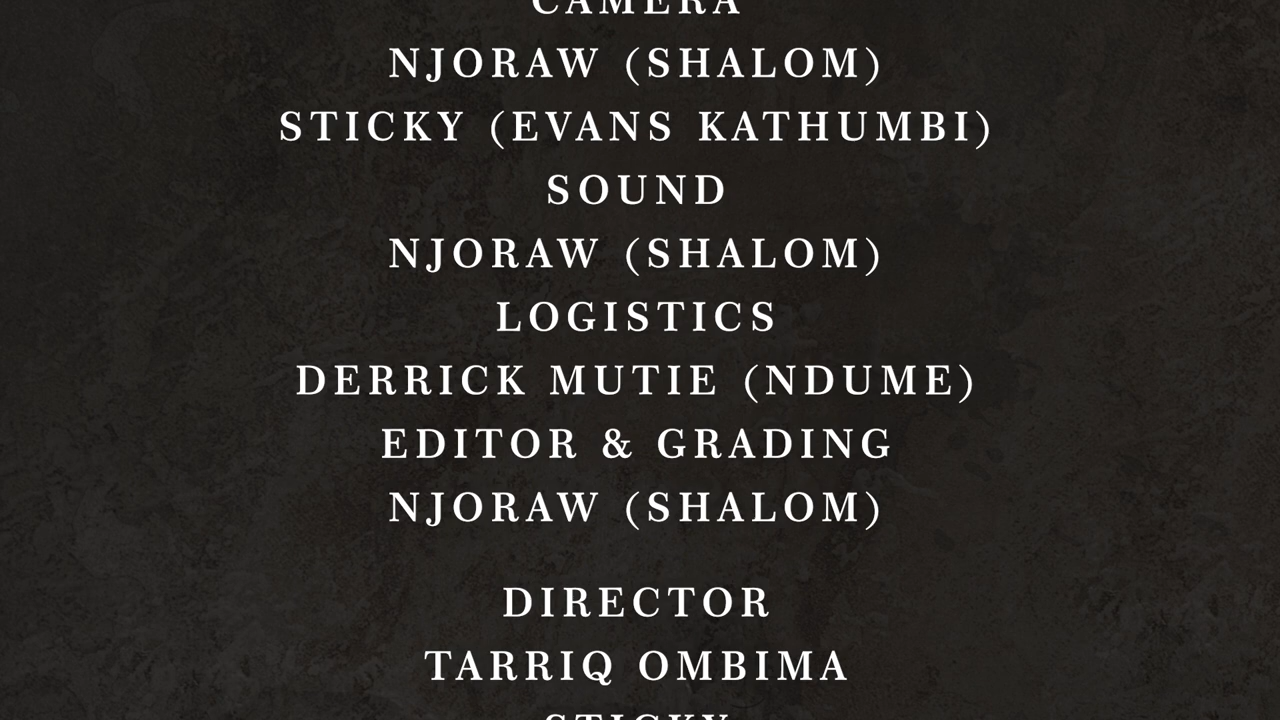 CAMERA
NJORAW (SHALOM)
STICKY (EVANS KATHUMBI)
SOUND
NJORAW (SHALOM)
LOGISTICS
DERRICK MUTIE (NDUME)
EDITOR & GRADING
NJORAW (SHALOM)
DIRECTOR
TARRIQ OMBIMA
STICKY